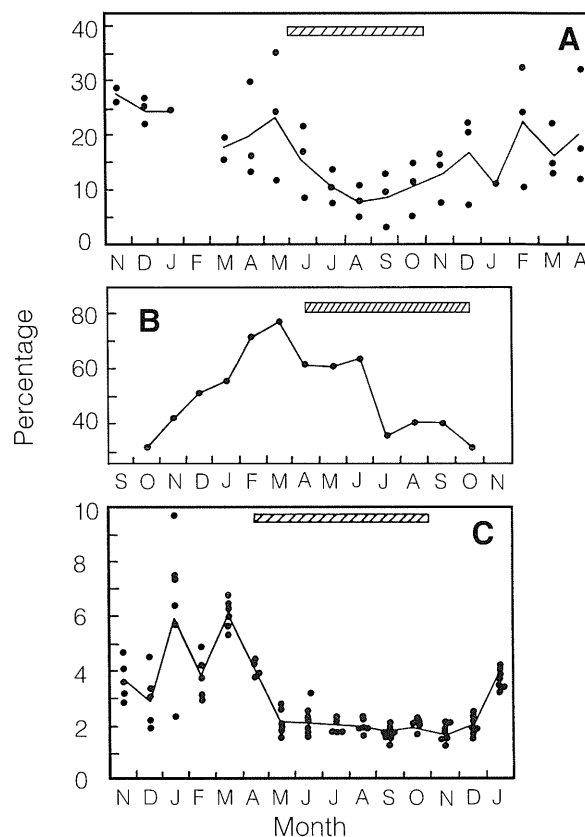 A
40
30
20
10
0
N D J F M A M J J A S O N D J F M A
B
80
60
40
S O N D J F M A M J J A S O N
Percentage
C
10
8
6
4
2
0
N D J F M A M J J A S O N D J
Month